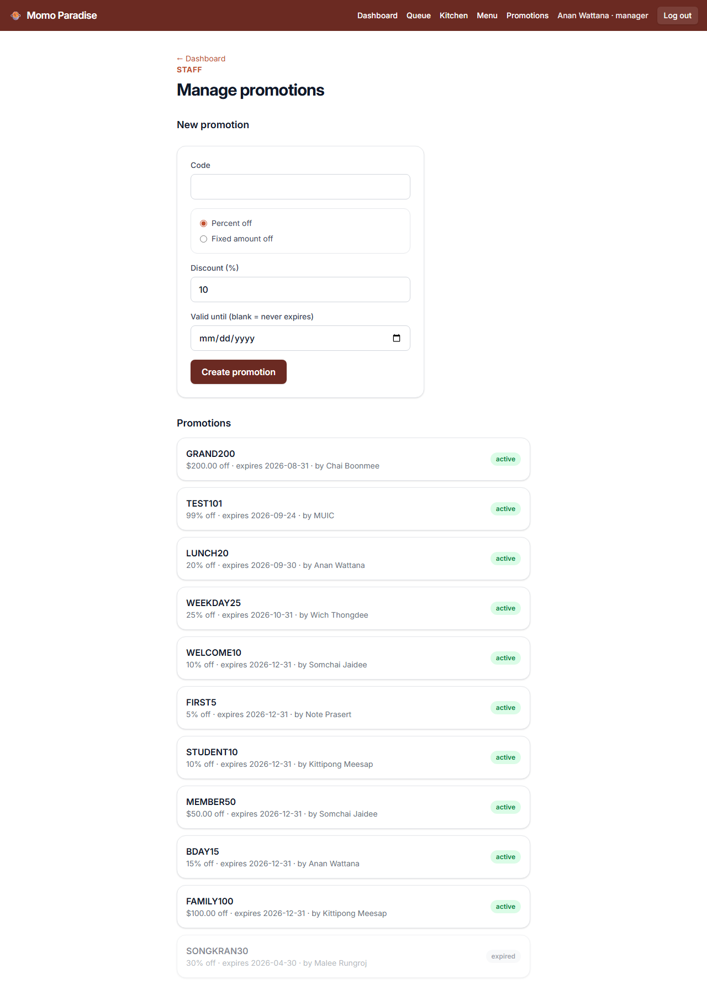 Momo Paradise
Dashboard Queue Kitchen Menu Promotions Anan Wattana · manager Log out
← Dashboard
STAFF
Manage promotions
New promotion
Code
Percent off
Fixed amount off
Discount (%)
10
Valid until (blank = never expires)
mm/dd/yyyy
Create promotion
Promotions
GRAND200
$200.00 off · expires 2026-08-31 · by Chai Boonmee
active
TEST101
99% off · expires 2026-09-24 · by MUIC
active
LUNCH20
20% off · expires 2026-09-30 · by Anan Wattana
active
WEEKDAY25
25% off · expires 2026-10-31 · by Wich Thongdee
active
WELCOME10
10% off · expires 2026-12-31 · by Somchai Jaidee
active
FIRST5
5% off · expires 2026-12-31 · by Note Prasert
active
STUDENT10
10% off · expires 2026-12-31 · by Kittipong Meesap
active
MEMBER50
$50.00 off · expires 2026-12-31 · by Somchai Jaidee
active
BDAY15
15% off · expires 2026-12-31 · by Anan Wattana
active
FAMILY100
$100.00 off · expires 2026-12-31 · by Kittipong Meesap
active
SONGKRAN30
30% off · expires 2026-04-30 · by Malee Rungroj
expired